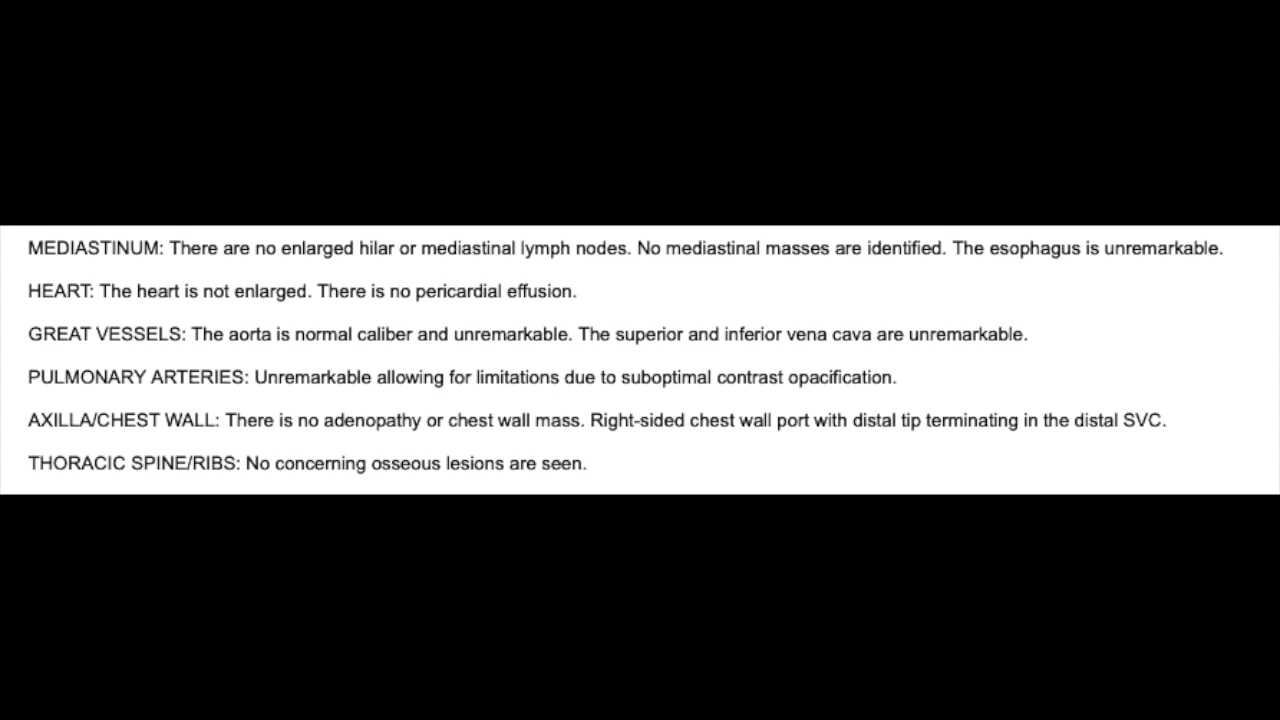 MEDIASTINUM: There are no enlarged hilar or mediastinal lymph nodes. No mediastinal masses are identified. The esophagus is unremarkable.
HEART: The heart is not enlarged. There is no pericardial effusion.
GREAT VESSELS: The aorta is normal caliber and unremarkable. The superior and inferior vena cava are unremarkable.
PULMONARY ARTERIES: Unremarkable allowing for limitations due to suboptimal contrast opacification.
AXILLA/CHEST WALL: There is no adenopathy or chest wall mass. Right-sided chest wall port with distal tip terminating in the distal SVC.
THORACIC SPINE/RIBS: No concerning osseous lesions are seen.